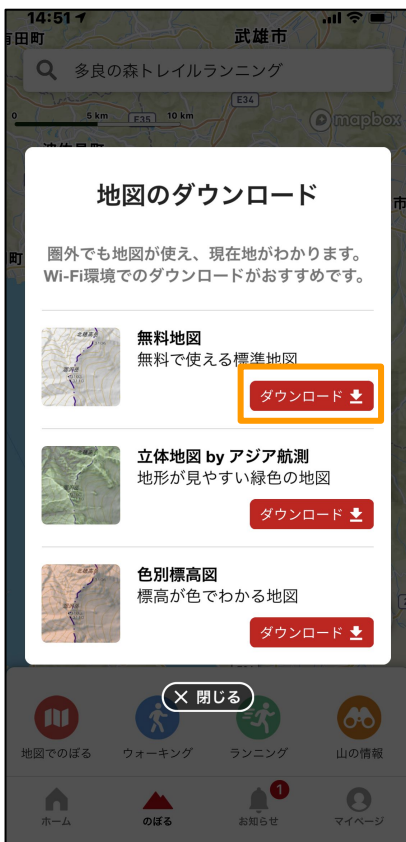 14:51
有田町
武雄市
多良の森トレイルランニング
E34
0 5 km E35 10 km
mapbox
市
地図のダウンロード
町
圏外でも地図が使え、現在地がわかります。
Wi-Fi環境でのダウンロードがおすすめです。
無料地図
無料で使える標準地図
ダウンロード
立体地図 by アジア航測
地形が見やすい緑色の地図
ダウンロード
色別標高図
標高が色でわかる地図
ダウンロード
× 閉じる
地図でのぼる ウォーキング ランニング 山の情報
1
ホーム のぼる お知らせ マイページ